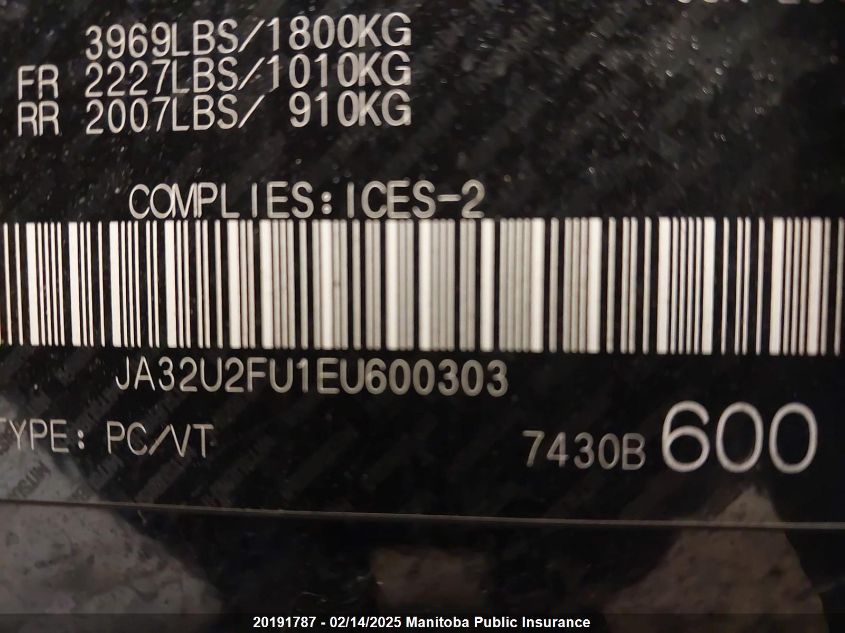 3969LBS/1800KG
FR 2227LBS/1010KG
RR 2007LBS/ 910KG
COMPLIES:ICES-2
JA32U2FU1EU600303
TYPE: PC/VT
7430B 600
20191787 - 02/14/2025 Manitoba Public Insurance